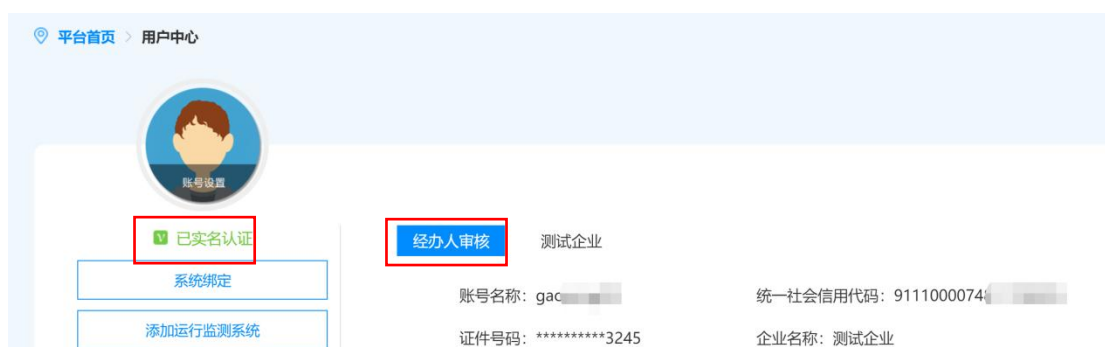 平台首页 > 用户中心
账号设置
已实名认证
经办人审核 测试企业
系统绑定
账号名称：gac 统一社会信用代码：9111000074
添加运行监测系统
证件号码：**********3245 企业名称：测试企业